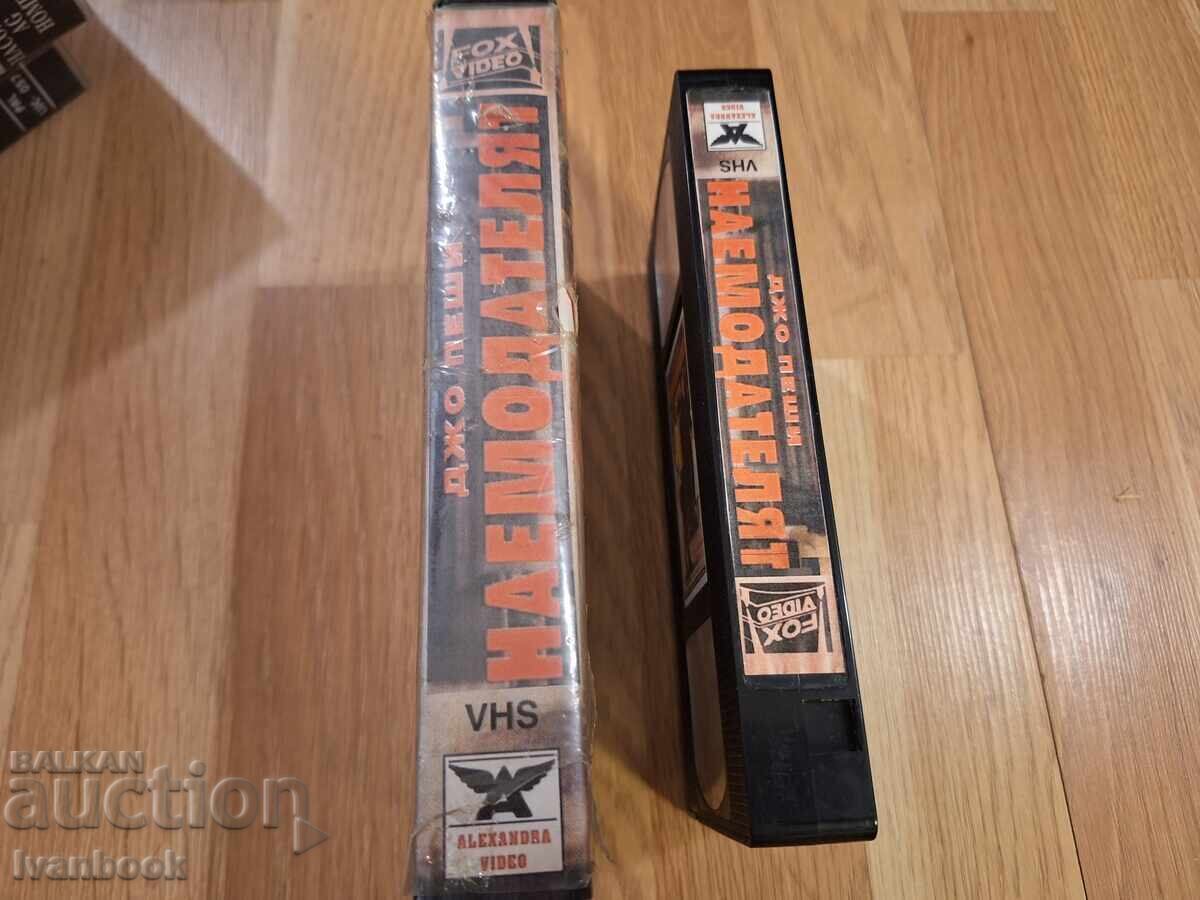 FOX
VIDEO
НАЕМОДАТЕЛЯТ
ДЖО ПЕШИ
VHS
ALEXANDRA
VIDEO
ALEXANDRA
VIDEO
VHS
НАЕМОДАТЕЛЯТ
ДЖО ПЕШИ
FOX
VIDEO
BALKAN
auction
Ivanbook